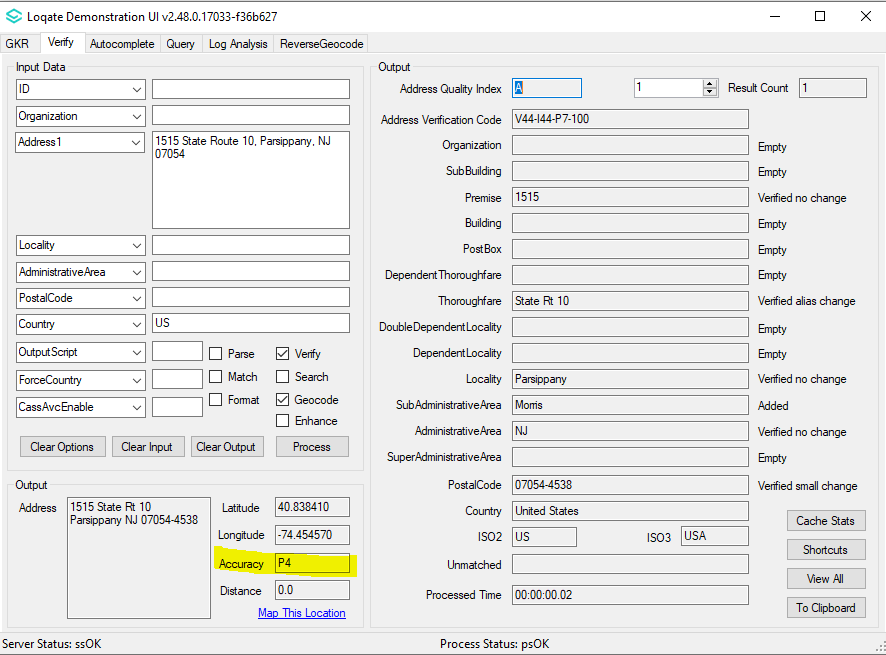 Loqate Demonstration UI v2.48.0.17033-f36b627
GKR Verify Autocomplete Query Log Analysis ReverseGeocode
Input Data
ID
Organization
Address1
1515 State Route 10, Parsippany, NJ
07054
Locality
AdministrativeArea
PostalCode
Country US
OutputScript Parse Verify
ForceCountry Match Search
CassAvcEnable Format Geocode
Enhance
Clear Options Clear Input Clear Output Process
Output
Address
1515 State Rt 10
Parsippany NJ 07054-4538
Latitude 40.838410
Longitude -74.454570
Accuracy P4
Distance 0.0
Map This Location
Output
Address Quality Index A 1 Result Count 1
Address Verification Code V44-I44-P7-100
Organization Empty
SubBuilding Empty
Premise 1515 Verified no change
Building Empty
PostBox Empty
DependentThoroughfare Empty
Thoroughfare State Rt 10 Verified alias change
DoubleDependentLocality Empty
DependentLocality Empty
Locality Parsippany Verified no change
SubAdministrativeArea Morris Added
AdministrativeArea NJ Verified no change
SuperAdministrativeArea Empty
PostalCode 07054-4538 Verified small change
Country United States
ISO2 US ISO3 USA
Unmatched
Processed Time 00:00:00.02
Cache Stats
Shortcuts
View All
To Clipboard
Server Status: ssOK Process Status: psOK